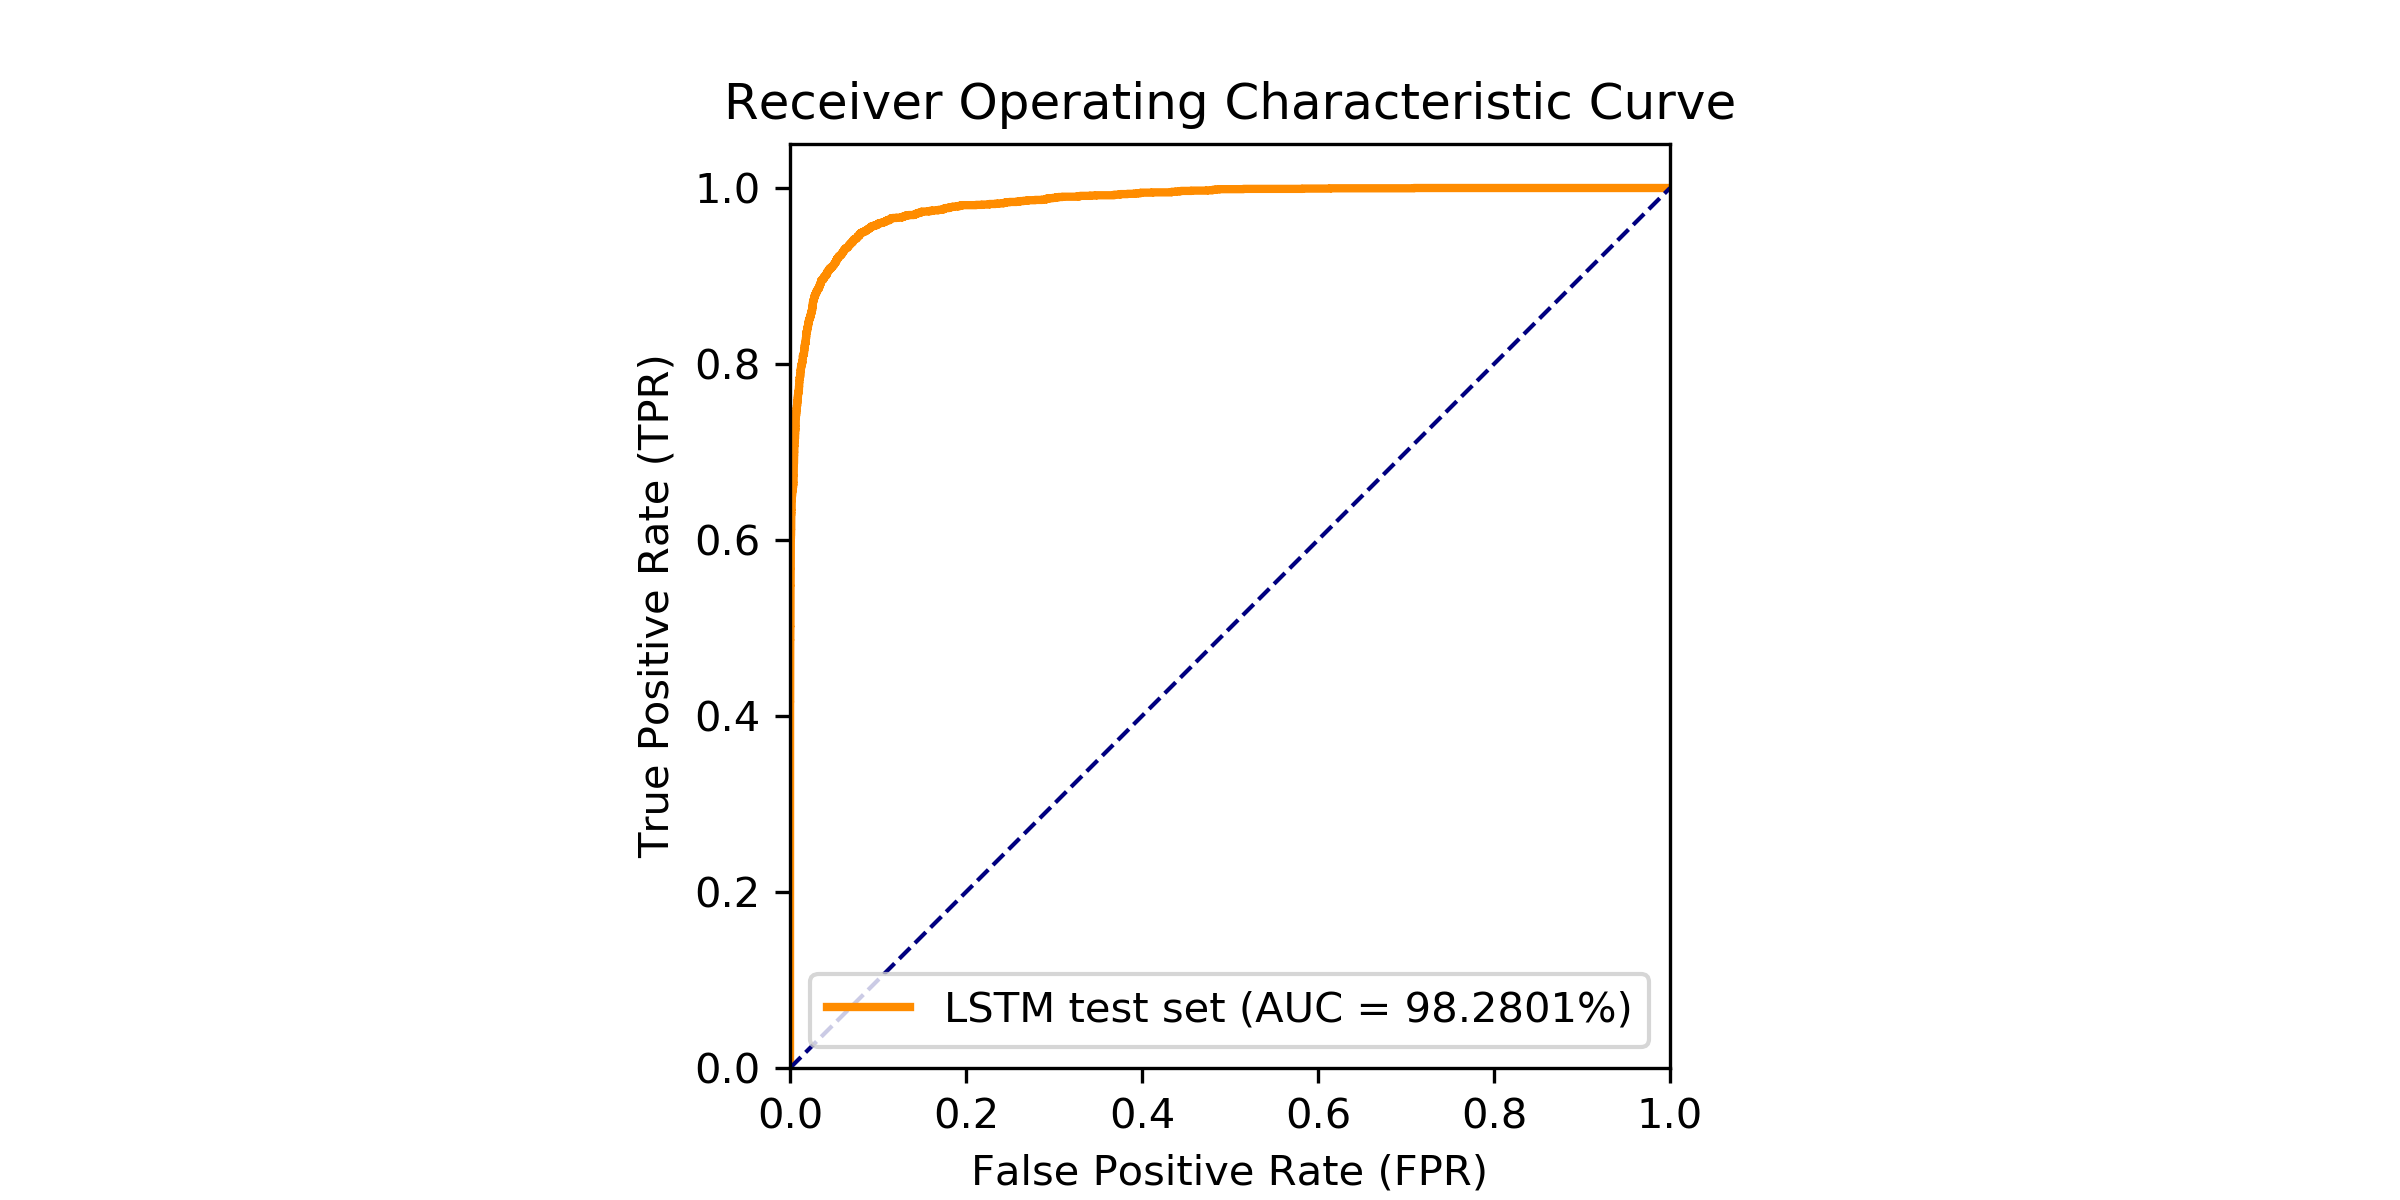 Receiver Operating Characteristic Curve
1.0
0.8
0.6
0.4
0.2
0.0
True Positive Rate (TPR)
LSTM test set (AUC = 98.2801%)
0.0 0.2 0.4 0.6 0.8 1.0
False Positive Rate (FPR)